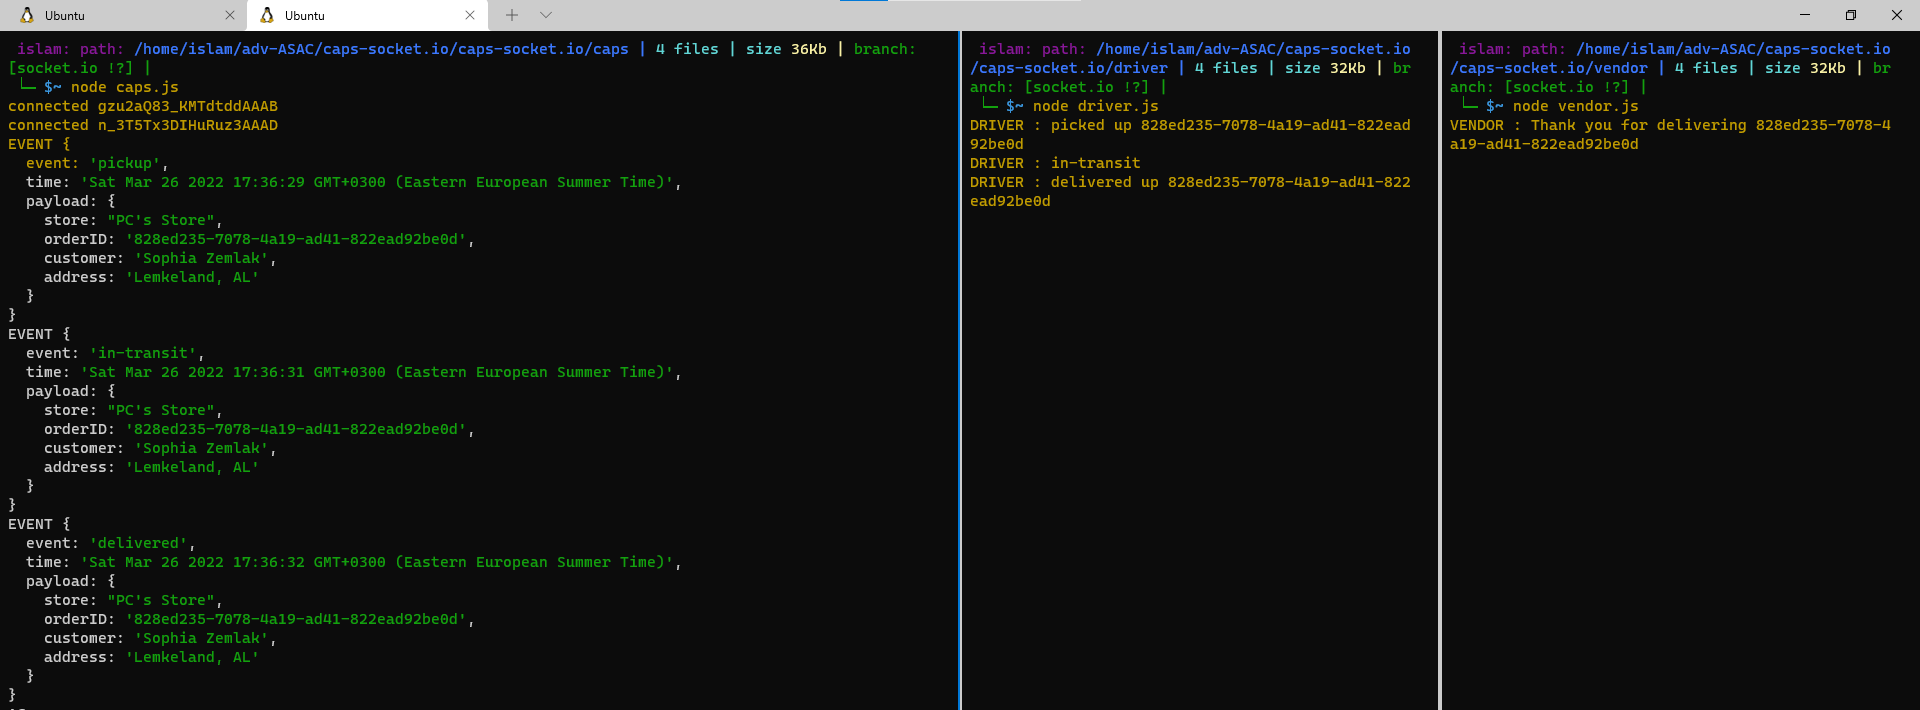 Ubuntu
Ubuntu
islam: path: /home/islam/adv-ASAC/caps-socket.io/caps-socket.io/caps | 4 files | size 36Kb | branch:
[socket.io !?] |
└─ $~ node caps.js
connected gzu2aQ83_KMTdtddAAAB
connected n_3T5Tx3DIHuRuz3AAAD
EVENT {
  event: 'pickup',
  time: 'Sat Mar 26 2022 17:36:29 GMT+0300 (Eastern European Summer Time)',
  payload: {
    store: "PC's Store",
    orderID: '828ed235-7078-4a19-ad41-822ead92be0d',
    customer: 'Sophia Zemlak',
    address: 'Lemkeland, AL'
  }
}
EVENT {
  event: 'in-transit',
  time: 'Sat Mar 26 2022 17:36:31 GMT+0300 (Eastern European Summer Time)',
  payload: {
    store: "PC's Store",
    orderID: '828ed235-7078-4a19-ad41-822ead92be0d',
    customer: 'Sophia Zemlak',
    address: 'Lemkeland, AL'
  }
}
EVENT {
  event: 'delivered',
  time: 'Sat Mar 26 2022 17:36:32 GMT+0300 (Eastern European Summer Time)',
  payload: {
    store: "PC's Store",
    orderID: '828ed235-7078-4a19-ad41-822ead92be0d',
    customer: 'Sophia Zemlak',
    address: 'Lemkeland, AL'
  }
}
islam: path: /home/islam/adv-ASAC/caps-socket.io
/caps-socket.io/driver | 4 files | size 32Kb | br
anch: [socket.io !?] |
└─ $~ node driver.js
DRIVER : picked up 828ed235-7078-4a19-ad41-822ead
92be0d
DRIVER : in-transit
DRIVER : delivered up 828ed235-7078-4a19-ad41-822
ead92be0d
islam: path: /home/islam/adv-ASAC/caps-socket.io
/caps-socket.io/vendor | 4 files | size 32Kb | br
anch: [socket.io !?] |
└─ $~ node vendor.js
VENDOR : Thank you for delivering 828ed235-7078-4
a19-ad41-822ead92be0d